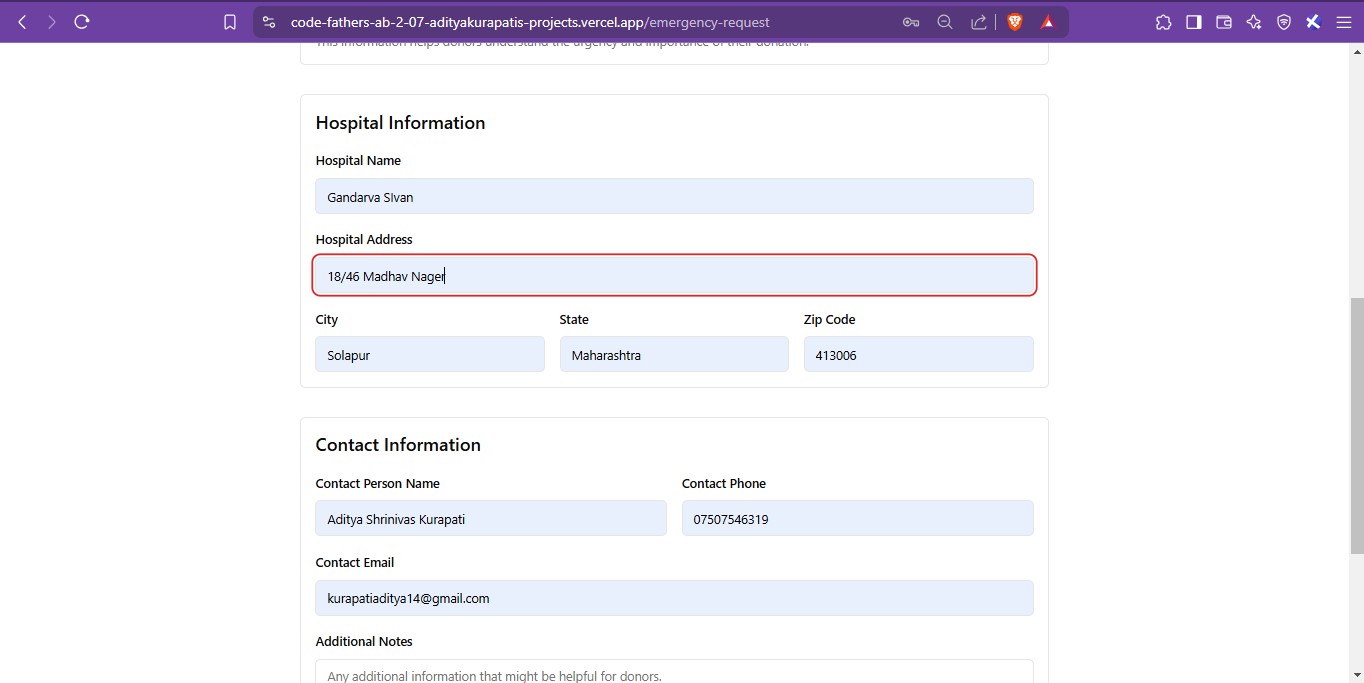 code-fathers-ab-2-07-adityakurapatis-projects.vercel.app/emergency-request
This information helps donors understand the urgency and importance of their donation.
Hospital Information
Hospital Name
Gandarva SIvan
Hospital Address
18/46 Madhav Nager
City State Zip Code
Solapur Maharashtra 413006
Contact Information
Contact Person Name Contact Phone
Aditya Shrinivas Kurapati 07507546319
Contact Email
kurapatiaditya14@gmail.com
Additional Notes
Any additional information that might be helpful for donors.